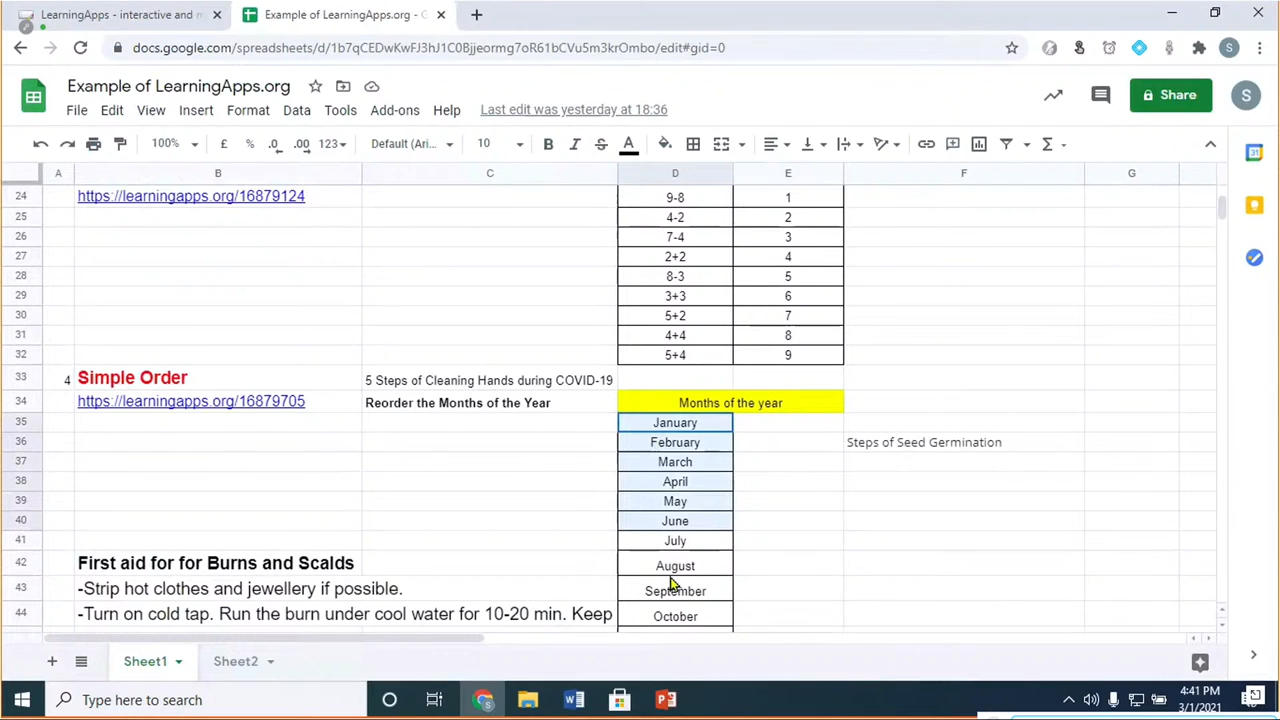 LearningApps - interactive and m
Example of LearningApps.org - G
docs.google.com/spreadsheets/d/1b7qCEDwKwFJ3hJ1C0Bjjeormg7oR61bCVu5m3krOmbo/edit#gid=0
S
Example of LearningApps.org
File Edit View Insert Format Data Tools Add-ons Help Last edit was yesterday at 18:36
Share
S
100% £ % .0 .00 123 Default (Ari... 10 B I S A Σ
31
A B C D E F G
24 https://learningapps.org/16879124 9-8 1
25 4-2 2
26 7-4 3
27 2+2 4
28 8-3 5
29 3+3 6
30 5+2 7
31 4+4 8
32 5+4 9
33 4 Simple Order 5 Steps of Cleaning Hands during COVID-19
34 https://learningapps.org/16879705 Reorder the Months of the Year Months of the year
35 January
36 February Steps of Seed Germination
37 March
38 April
39 May
40 June
41 July
42 First aid for for Burns and Scalds August
43 -Strip hot clothes and jewellery if possible. September
44 -Turn on cold tap. Run the burn under cool water for 10-20 min. Keep October
Sheet1 Sheet2
Type here to search
4:41 PM
3/1/2021